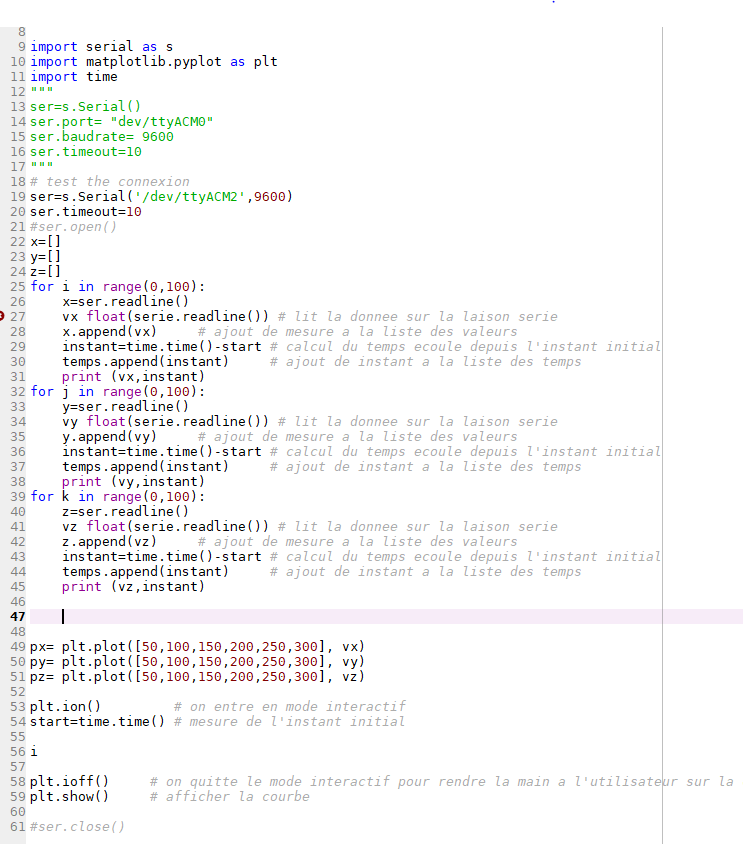 8
9 import serial as s
10 import matplotlib.pyplot as plt
11 import time
12 """
13 ser=s.Serial()
14 ser.port= "dev/ttyACM0"
15 ser.baudrate= 9600
16 ser.timeout=10
17 """
18 # test the connexion
19 ser=s.Serial('/dev/ttyACM2',9600)
20 ser.timeout=10
21 #ser.open()
22 x=[]
23 y=[]
24 z=[]
25 for i in range(0,100):
26     x=ser.readline()
27     vx float(serie.readline()) # lit la donnee sur la laison serie
28     x.append(vx)     # ajout de mesure a la liste des valeurs
29     instant=time.time()-start # calcul du temps ecoule depuis l'instant initial
30     temps.append(instant)     # ajout de instant a la liste des temps
31     print (vx,instant)
32 for j in range(0,100):
33     y=ser.readline()
34     vy float(serie.readline()) # lit la donnee sur la laison serie
35     y.append(vy)     # ajout de mesure a la liste des valeurs
36     instant=time.time()-start # calcul du temps ecoule depuis l'instant initial
37     temps.append(instant)     # ajout de instant a la liste des temps
38     print (vy,instant)
39 for k in range(0,100):
40     z=ser.readline()
41     vz float(serie.readline()) # lit la donnee sur la laison serie
42     z.append(vz)     # ajout de mesure a la liste des valeurs
43     instant=time.time()-start # calcul du temps ecoule depuis l'instant initial
44     temps.append(instant)     # ajout de instant a la liste des temps
45     print (vz,instant)
46
47
48
49 px= plt.plot([50,100,150,200,250,300], vx)
50 py= plt.plot([50,100,150,200,250,300], vy)
51 pz= plt.plot([50,100,150,200,250,300], vz)
52
53 plt.ion()         # on entre en mode interactif
54 start=time.time() # mesure de l'instant initial
55
56 i
57
58 plt.ioff()     # on quitte le mode interactif pour rendre la main a l'utilisateur sur la
59 plt.show()     # afficher la courbe
60
61 #ser.close()